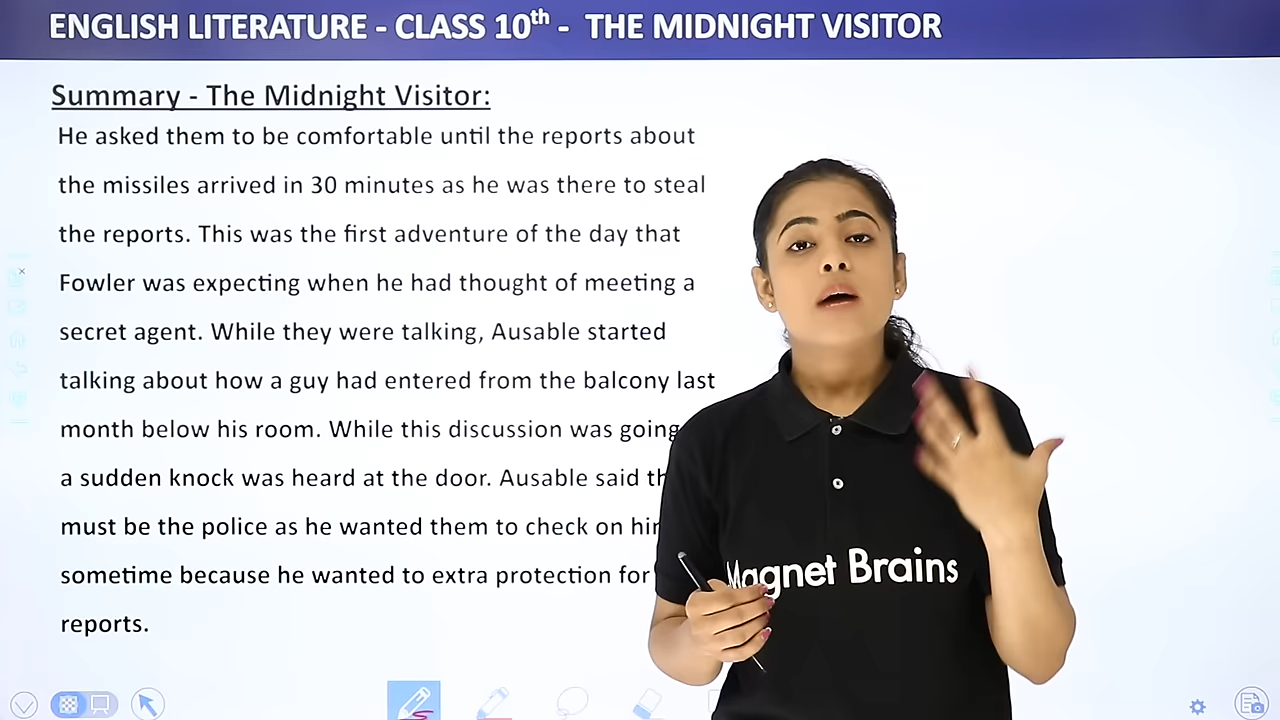 ENGLISH LITERATURE - CLASS 10th - THE MIDNIGHT VISITOR
Summary - The Midnight Visitor:
He asked them to be comfortable until the reports about
the missiles arrived in 30 minutes as he was there to steal
the reports. This was the first adventure of the day that
Fowler was expecting when he had thought of meeting a
secret agent. While they were talking, Ausable started
talking about how a guy had entered from the balcony last
month below his room. While this discussion was going
a sudden knock was heard at the door. Ausable said
must be the police as he wanted them to check on
sometime because he wanted to extra protection for
reports.
Magnet Brains